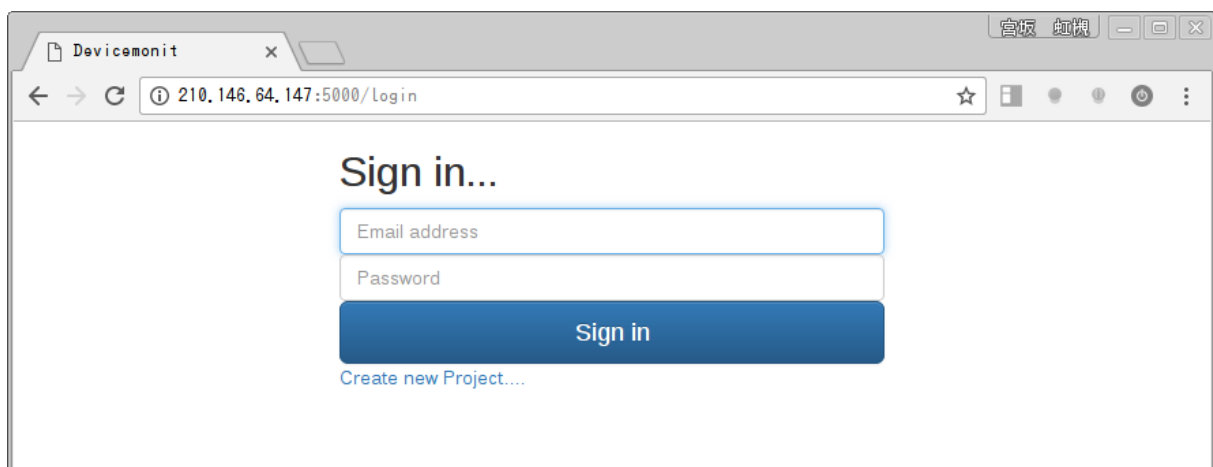 宮坂 虹槻
Devicemonit
210.146.64.147:5000/login
Sign in...
Email address
Password
Sign in
Create new Project....